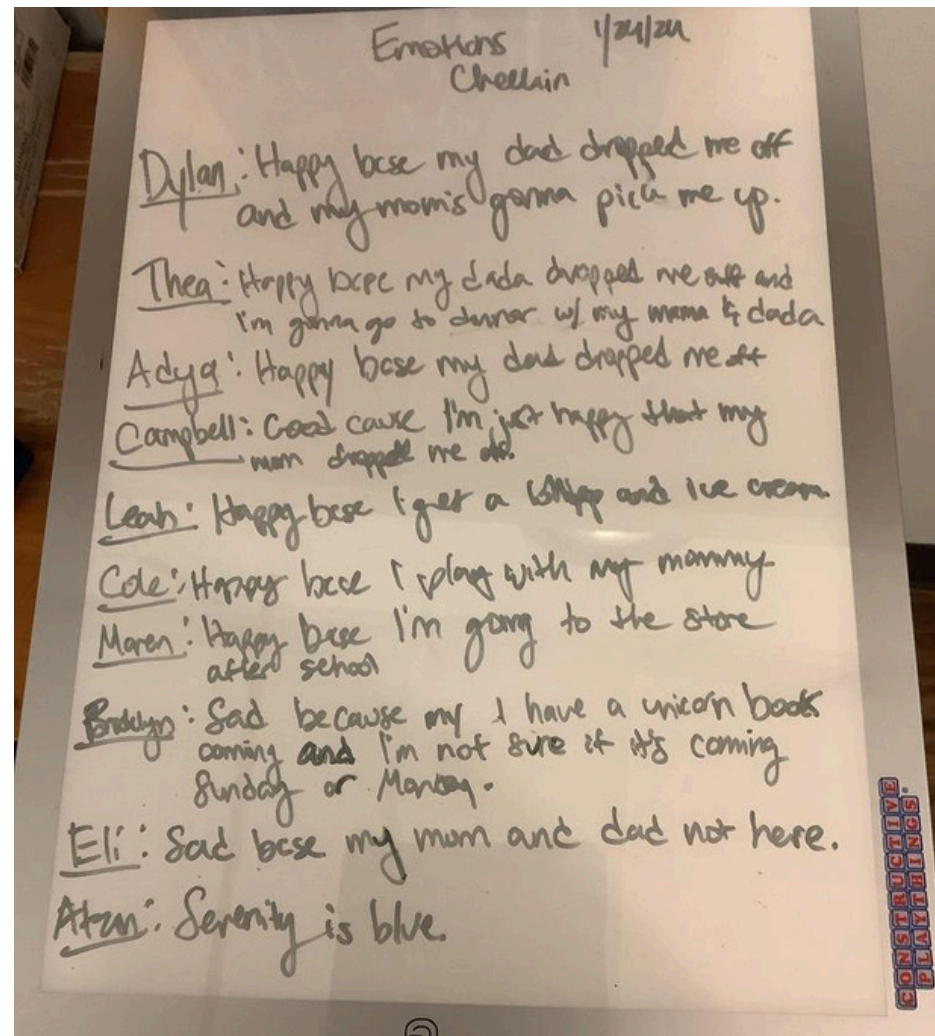 Emotions 1/24/24
Checkin
Dylan: Happy bcse my dad dropped me off
and my mom's gonna pick me up.
Thea: Happy bcse my dada dropped me off and
I'm gonna go to dinner w/ my mama & dada
Adya: Happy bcse my dad dropped me off
Campbell: Good cause I'm just happy that my
mom dropped me off.
Leah: Happy bcse I get a and ice cream
Cole: Happy bcse I play with my mommy
Maren: Happy bcse I'm going to the store
after school
Brooklyn: Sad because my I have a unicorn book
coming and I'm not sure if it's coming
Sunday or Monday.
Eli: Sad bcse my mom and dad not here.
Serenity is blue.
CONSTRUCTIVE
PLAYTHINGS